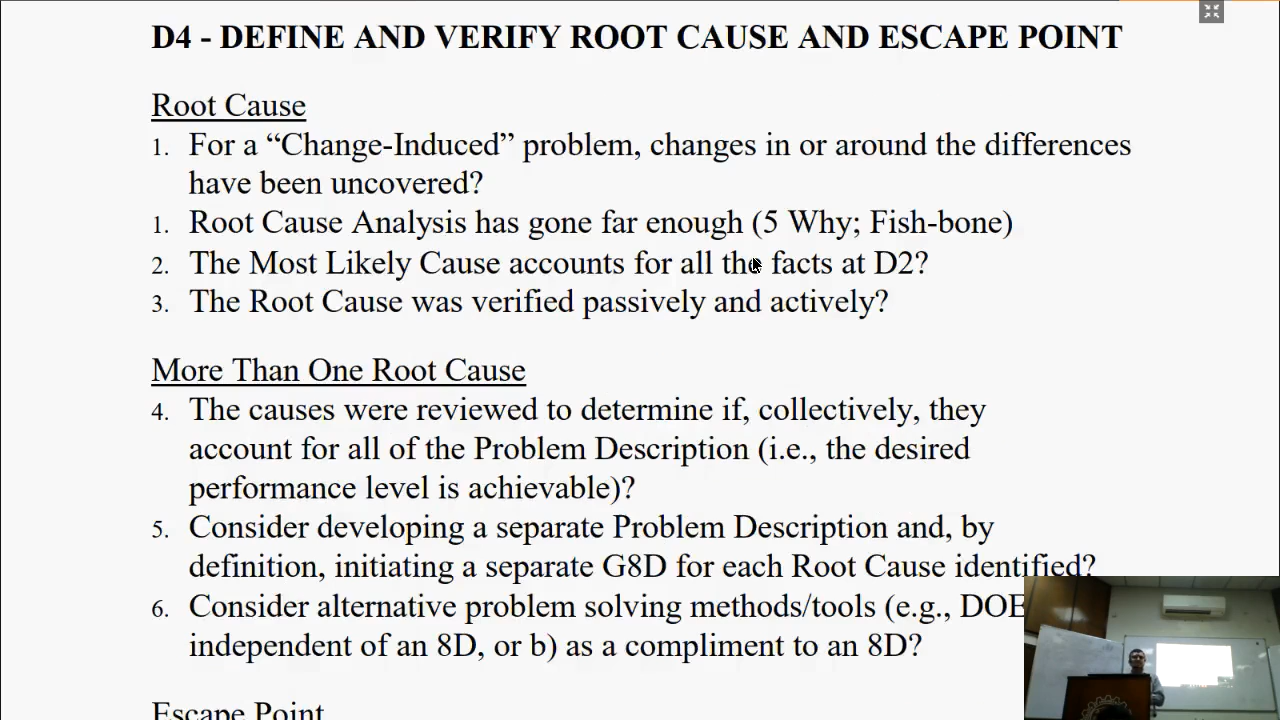 D4 - DEFINE AND VERIFY ROOT CAUSE AND ESCAPE POINT
Root Cause
1. For a “Change-Induced” problem, changes in or around the differences
have been uncovered?
1. Root Cause Analysis has gone far enough (5 Why; Fish-bone)
2. The Most Likely Cause accounts for all the facts at D2?
3. The Root Cause was verified passively and actively?
More Than One Root Cause
4. The causes were reviewed to determine if, collectively, they
account for all of the Problem Description (i.e., the desired
performance level is achievable)?
5. Consider developing a separate Problem Description and, by
definition, initiating a separate G8D for each Root Cause identified?
6. Consider alternative problem solving methods/tools (e.g., DOE
independent of an 8D, or b) as a compliment to an 8D?
Escape Point